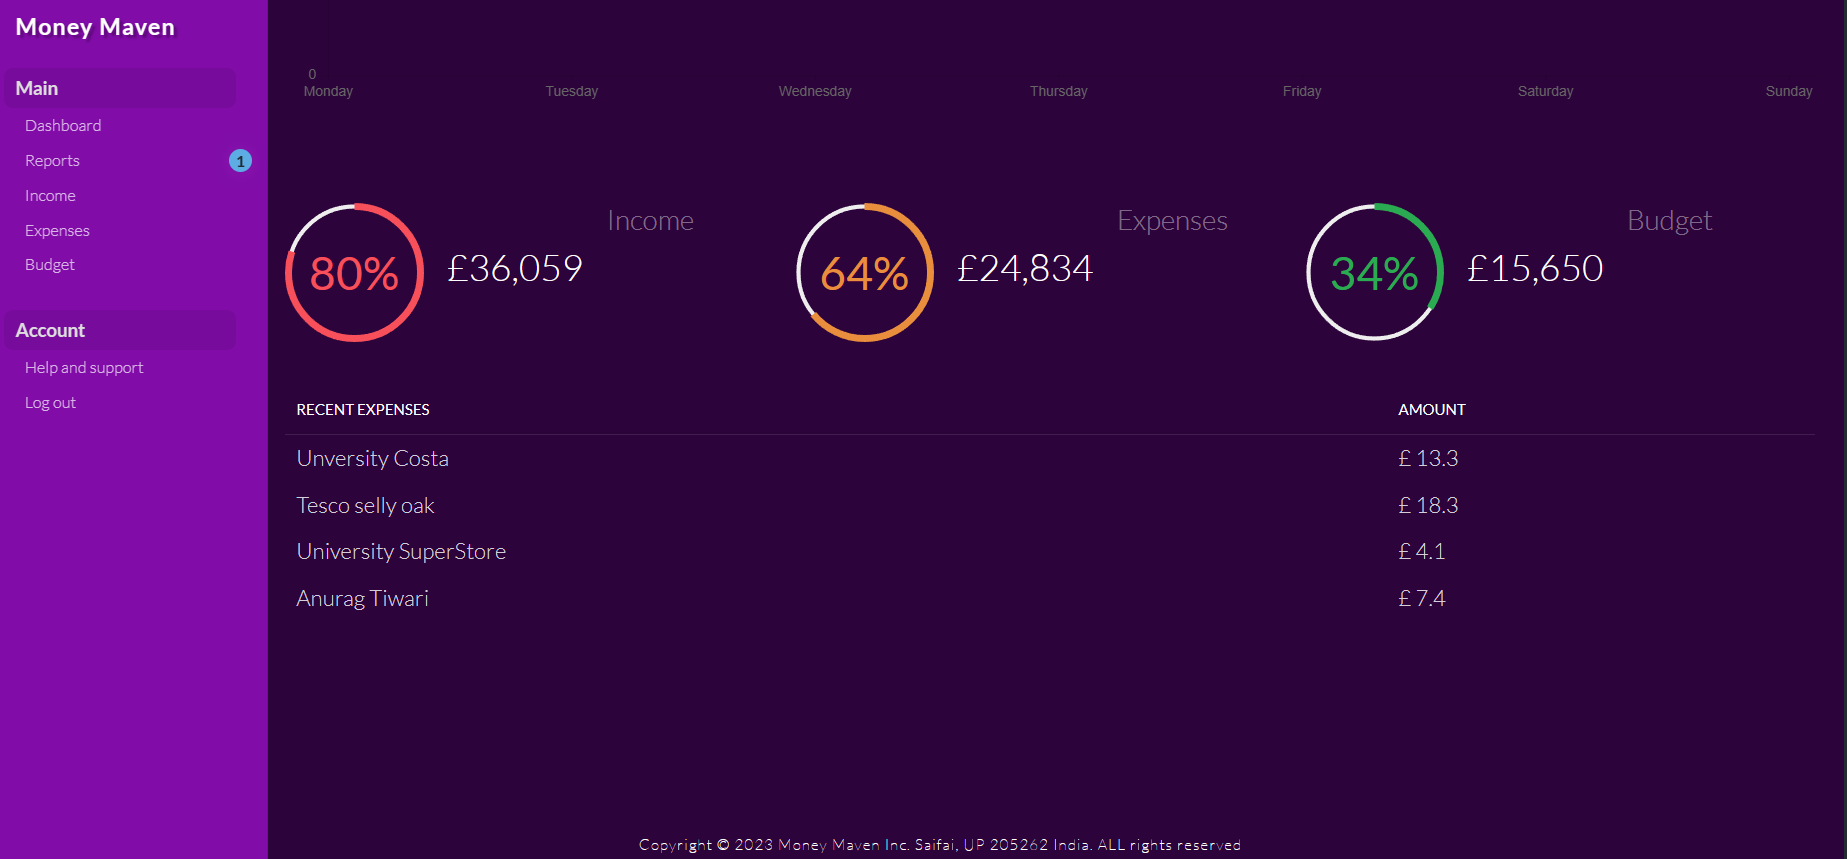 Money Maven
Main
Dashboard
Reports 1
Income
Expenses
Budget
Account
Help and support
Log out
0
Monday Tuesday Wednesday Thursday Friday Saturday Sunday
80% Income £36,059
64% Expenses £24,834
34% Budget £15,650
RECENT EXPENSES AMOUNT
Unversity Costa £ 13.3
Tesco selly oak £ 18.3
University SuperStore £ 4.1
Anurag Tiwari £ 7.4
Copyright © 2023 Money Maven Inc. Saifai, UP 205262 India. ALL rights reserved